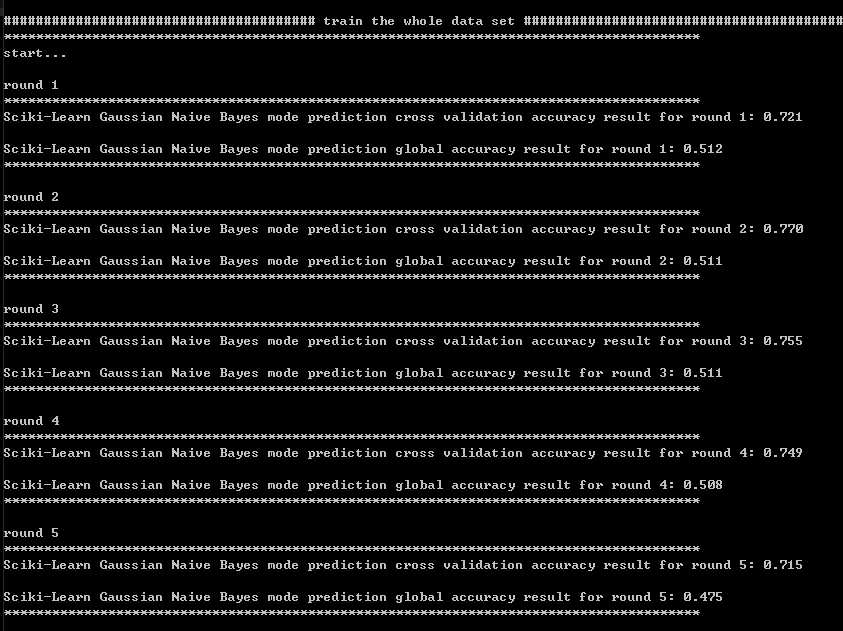 ####################################### train the whole data set ########################################
***************************************************************************************
start...
round 1
***************************************************************************************
Sciki-Learn Gaussian Naive Bayes mode prediction cross validation accuracy result for round 1: 0.721
Sciki-Learn Gaussian Naive Bayes mode prediction global accuracy result for round 1: 0.512
***************************************************************************************
round 2
***************************************************************************************
Sciki-Learn Gaussian Naive Bayes mode prediction cross validation accuracy result for round 2: 0.770
Sciki-Learn Gaussian Naive Bayes mode prediction global accuracy result for round 2: 0.511
***************************************************************************************
round 3
***************************************************************************************
Sciki-Learn Gaussian Naive Bayes mode prediction cross validation accuracy result for round 3: 0.755
Sciki-Learn Gaussian Naive Bayes mode prediction global accuracy result for round 3: 0.511
***************************************************************************************
round 4
***************************************************************************************
Sciki-Learn Gaussian Naive Bayes mode prediction cross validation accuracy result for round 4: 0.749
Sciki-Learn Gaussian Naive Bayes mode prediction global accuracy result for round 4: 0.508
***************************************************************************************
round 5
***************************************************************************************
Sciki-Learn Gaussian Naive Bayes mode prediction cross validation accuracy result for round 5: 0.715
Sciki-Learn Gaussian Naive Bayes mode prediction global accuracy result for round 5: 0.475
***************************************************************************************